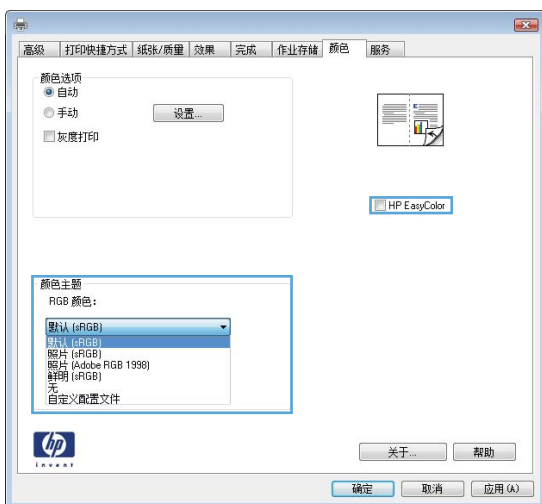 高级 打印快捷方式 纸张/质量 效果 完成 作业存储 颜色 服务
颜色选项
自动
手动 设置...
灰度打印
HP EasyColor
颜色主题
RGB 颜色：
默认 (sRGB)
默认 (sRGB)
照片 (sRGB)
照片 (Adobe RGB 1998)
鲜明 (sRGB)
无
自定义配置文件
hp
invent
关于... 帮助
确定 取消 应用 (A)